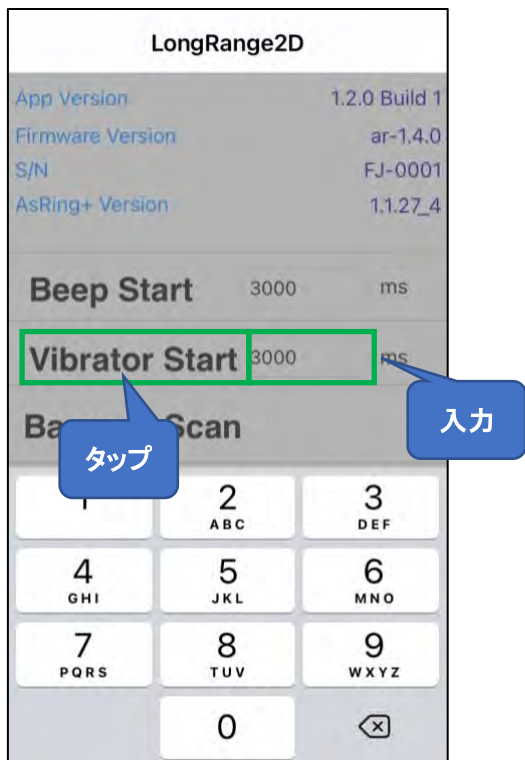 LongRange2D
App Version 1.2.0 Build 1
Firmware Version ar-1.4.0
S/N FJ-0001
AsRing+ Version 1.1.27_4
Beep Start 3000 ms
Vibrator Start 3000 ms
入力
Scan
タップ
1 2 3
ABC DEF
4 5 6
GHI JKL MNO
7 8 9
PQRS TUV WXYZ
0